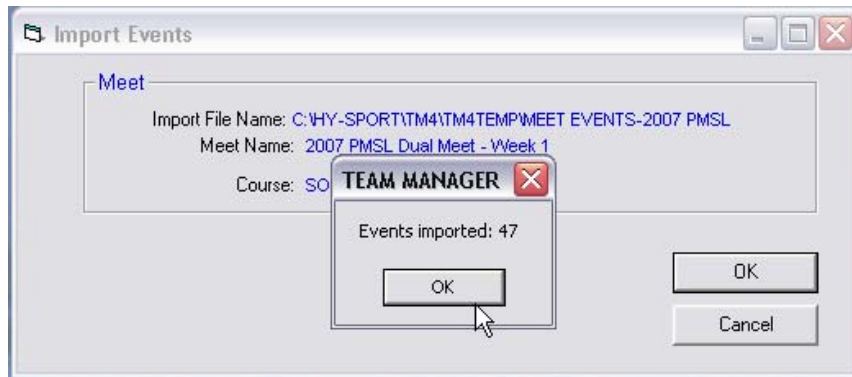 Import Events
Meet
Import File Name: C:\HY-SPORT\TM4\TM4TEMP\MEET EVENTS-2007 PMSL
Meet Name: 2007 PMSL Dual Meet - Week 1
Course: SO
TEAM MANAGER
Events imported: 47
OK
OK
Cancel